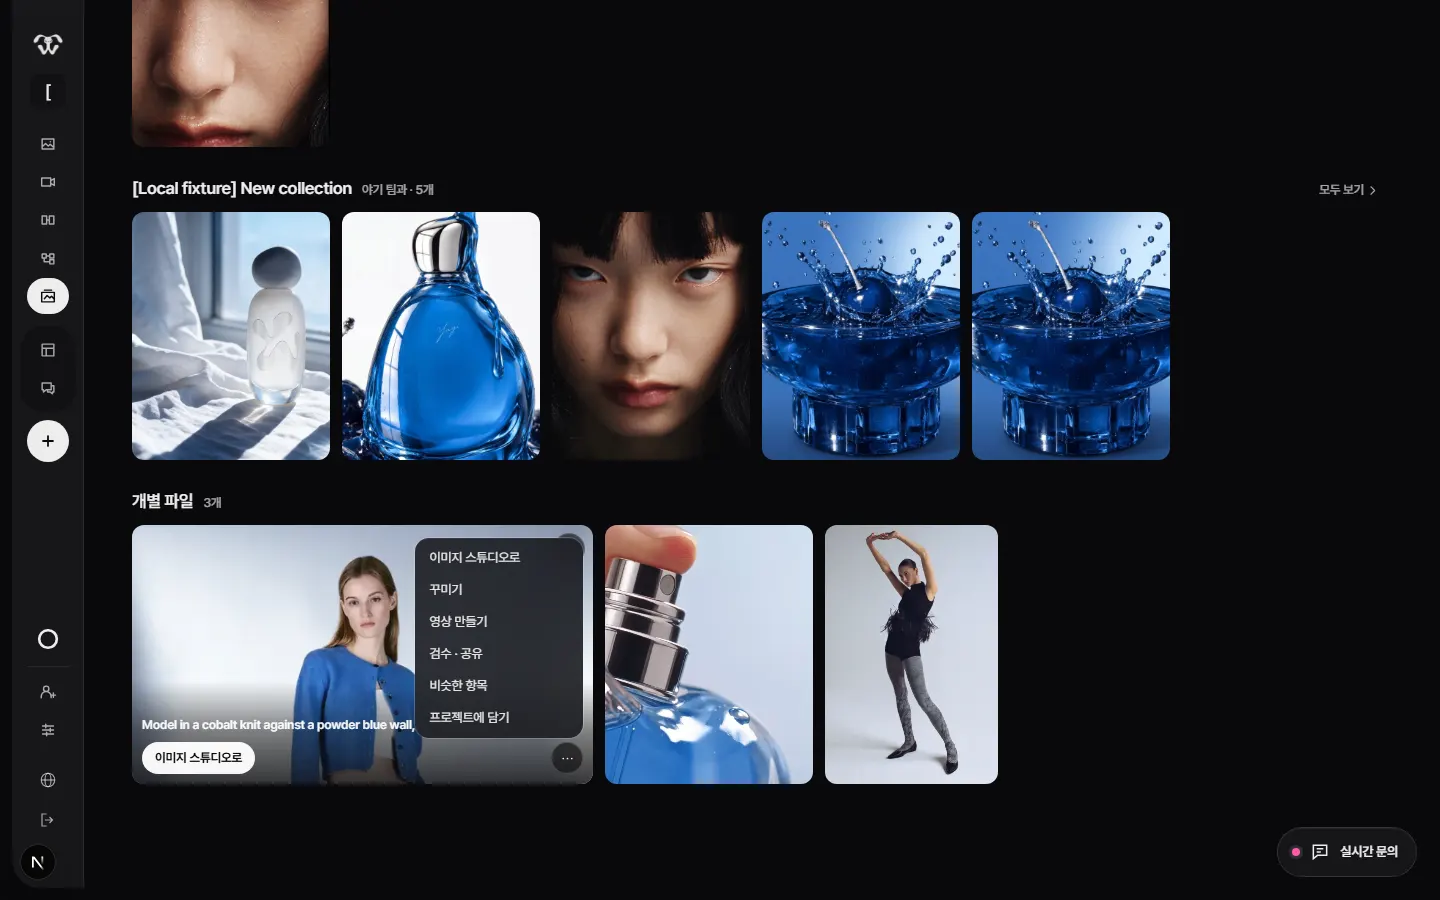 [
[Local fixture] New collection 야기 팀과 · 5개
모두 보기
개별 파일 3개
이미지 스튜디오로
꾸미기
영상 만들기
검수 · 공유
비슷한 항목
프로젝트에 담기
Model in a cobalt knit against a powder blue wall,
이미지 스튜디오로
N
실시간 문의